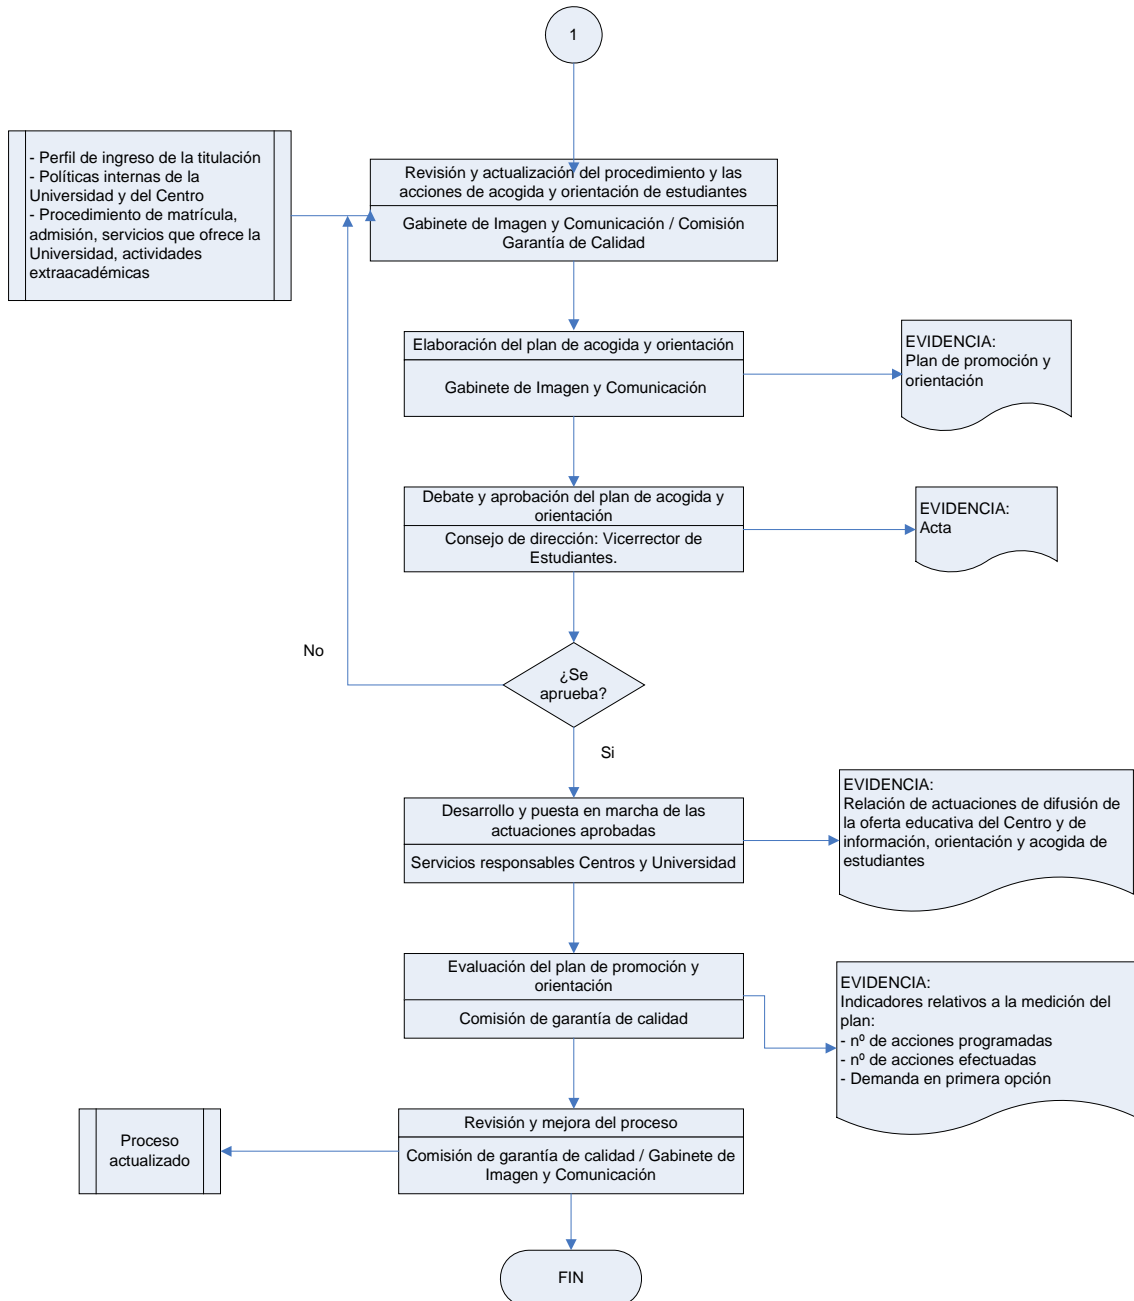 1
- Perfil de ingreso de la titulación
- Políticas internas de la
Universidad y del Centro
- Procedimiento de matrícula,
admisión, servicios que ofrece la
Universidad, actividades
extraacadémicas
Revisión y actualización del procedimiento y las
acciones de acogida y orientación de estudiantes
Gabinete de Imagen y Comunicación / Comisión
Garantía de Calidad
Elaboración del plan de acogida y orientación
Gabinete de Imagen y Comunicación
EVIDENCIA:
Plan de promoción y
orientación
Debate y aprobación del plan de acogida y
orientación
Consejo de dirección: Vicerrector de
Estudiantes.
EVIDENCIA:
Acta
No
¿Se
aprueba?
Si
Desarrollo y puesta en marcha de las
actuaciones aprobadas
Servicios responsables Centros y Universidad
EVIDENCIA:
Relación de actuaciones de difusión de
la oferta educativa del Centro y de
información, orientación y acogida de
estudiantes
Evaluación del plan de promoción y
orientación
Comisión de garantía de calidad
EVIDENCIA:
Indicadores relativos a la medición del
plan:
- nº de acciones programadas
- nº de acciones efectuadas
- Demanda en primera opción
Revisión y mejora del proceso
Comisión de garantía de calidad / Gabinete de
Imagen y Comunicación
Proceso
actualizado
FIN